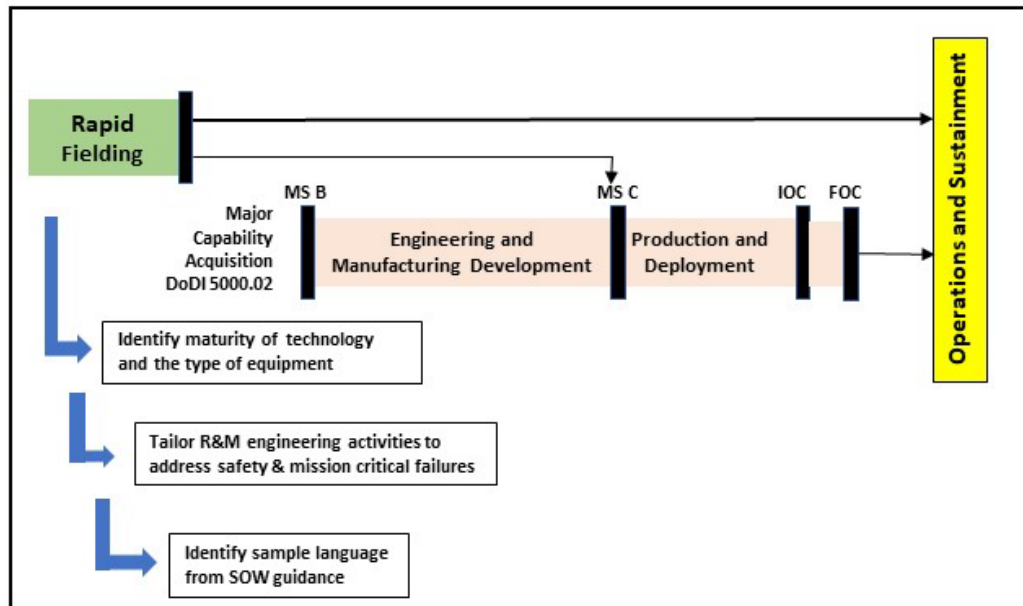 Rapid
Fielding
Operations and Sustainment
MS B
MS C
IOC
FOC
Major
Capability
Acquisition
DoDI 5000.02
Engineering and
Manufacturing Development
Production and
Deployment
Identify maturity of technology
and the type of equipment
Tailor R&M engineering activities to
address safety & mission critical failures
Identify sample language
from SOW guidance